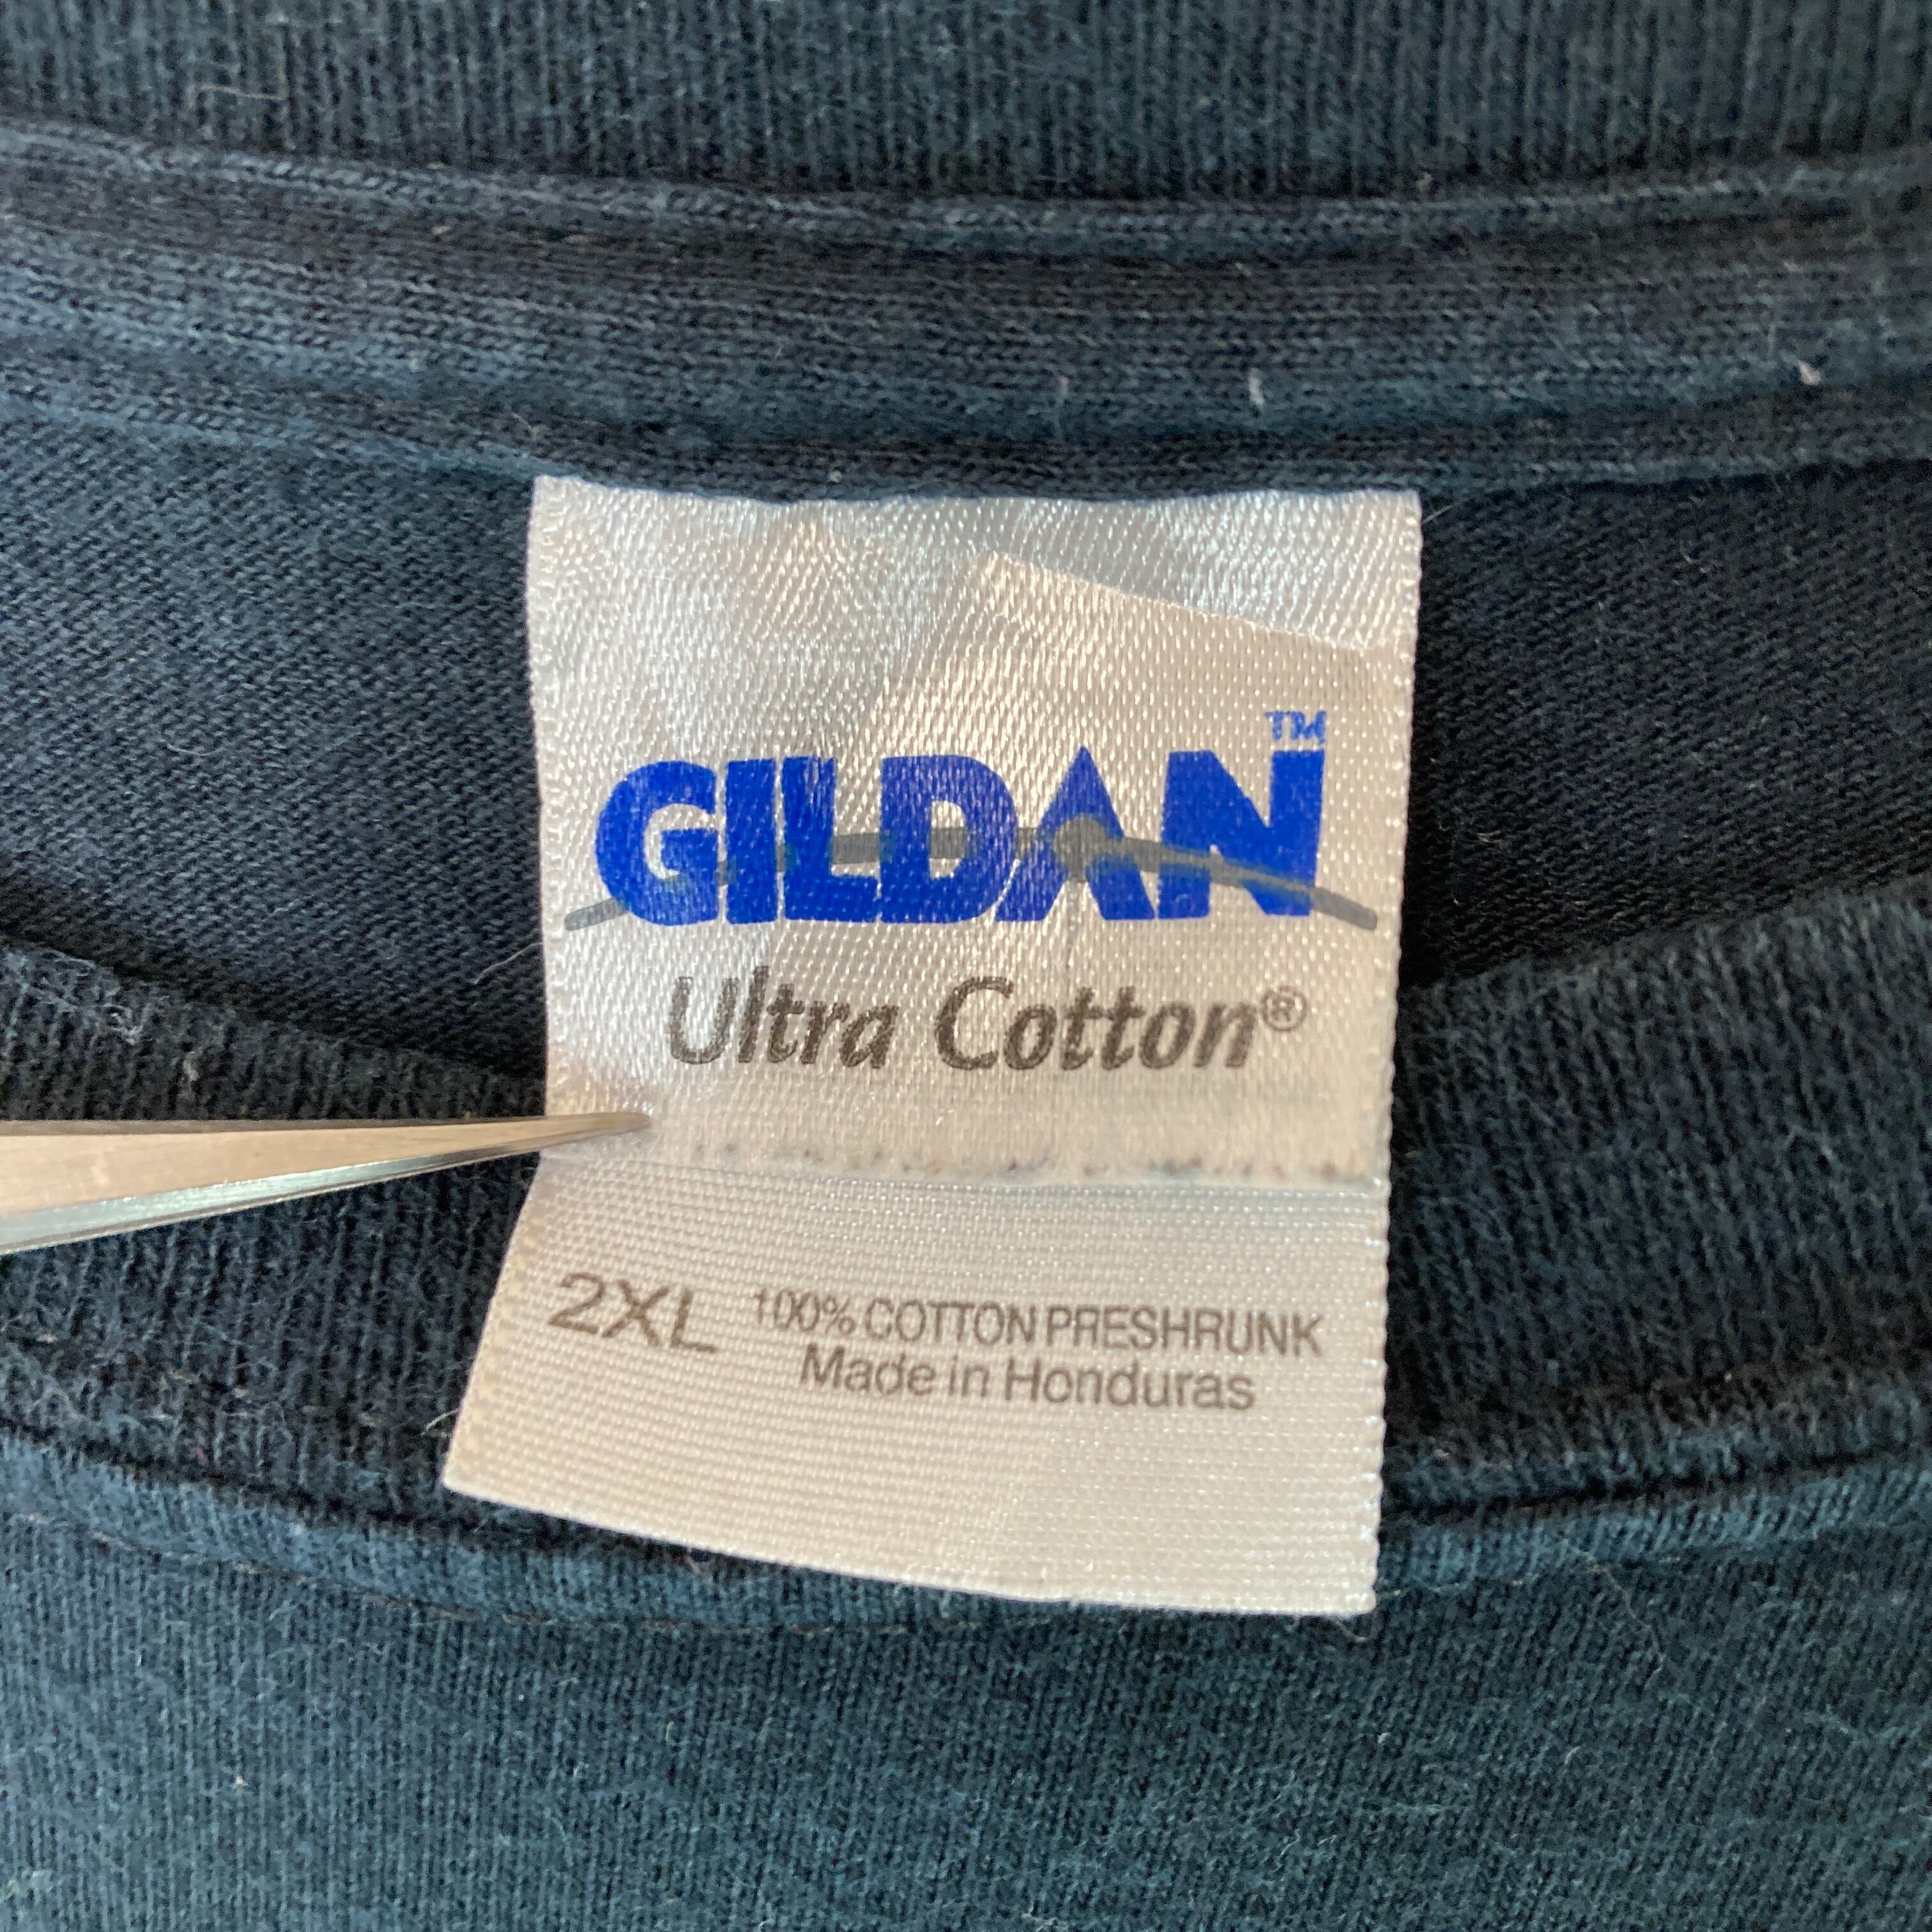 GILDAN™
Ultra Cotton®
2XL 100% COTTON PRESHRUNK
Made in Honduras